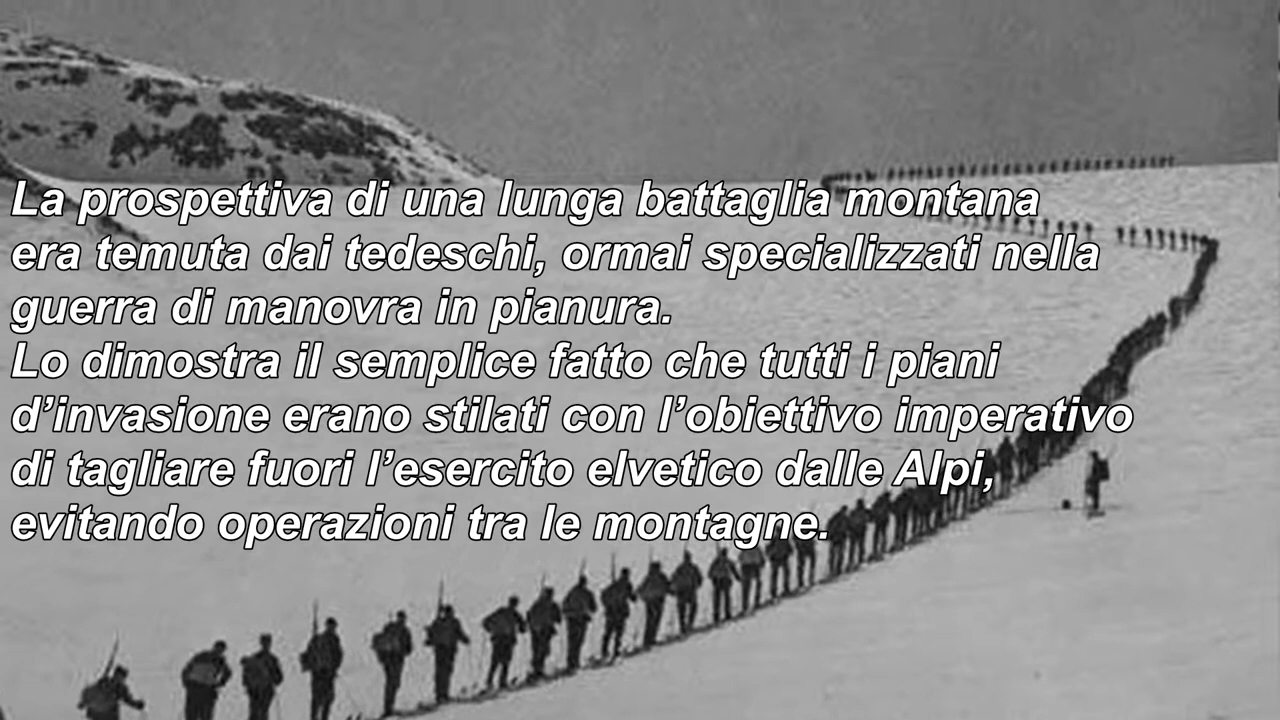 La prospettiva di una lunga battaglia montana
era temuta dai tedeschi, ormai specializzati nella
guerra di manovra in pianura.
Lo dimostra il semplice fatto che tutti i piani
d’invasione erano stilati con l’obiettivo imperativo
di tagliare fuori l’esercito elvetico dalle Alpi,
evitando operazioni tra le montagne.